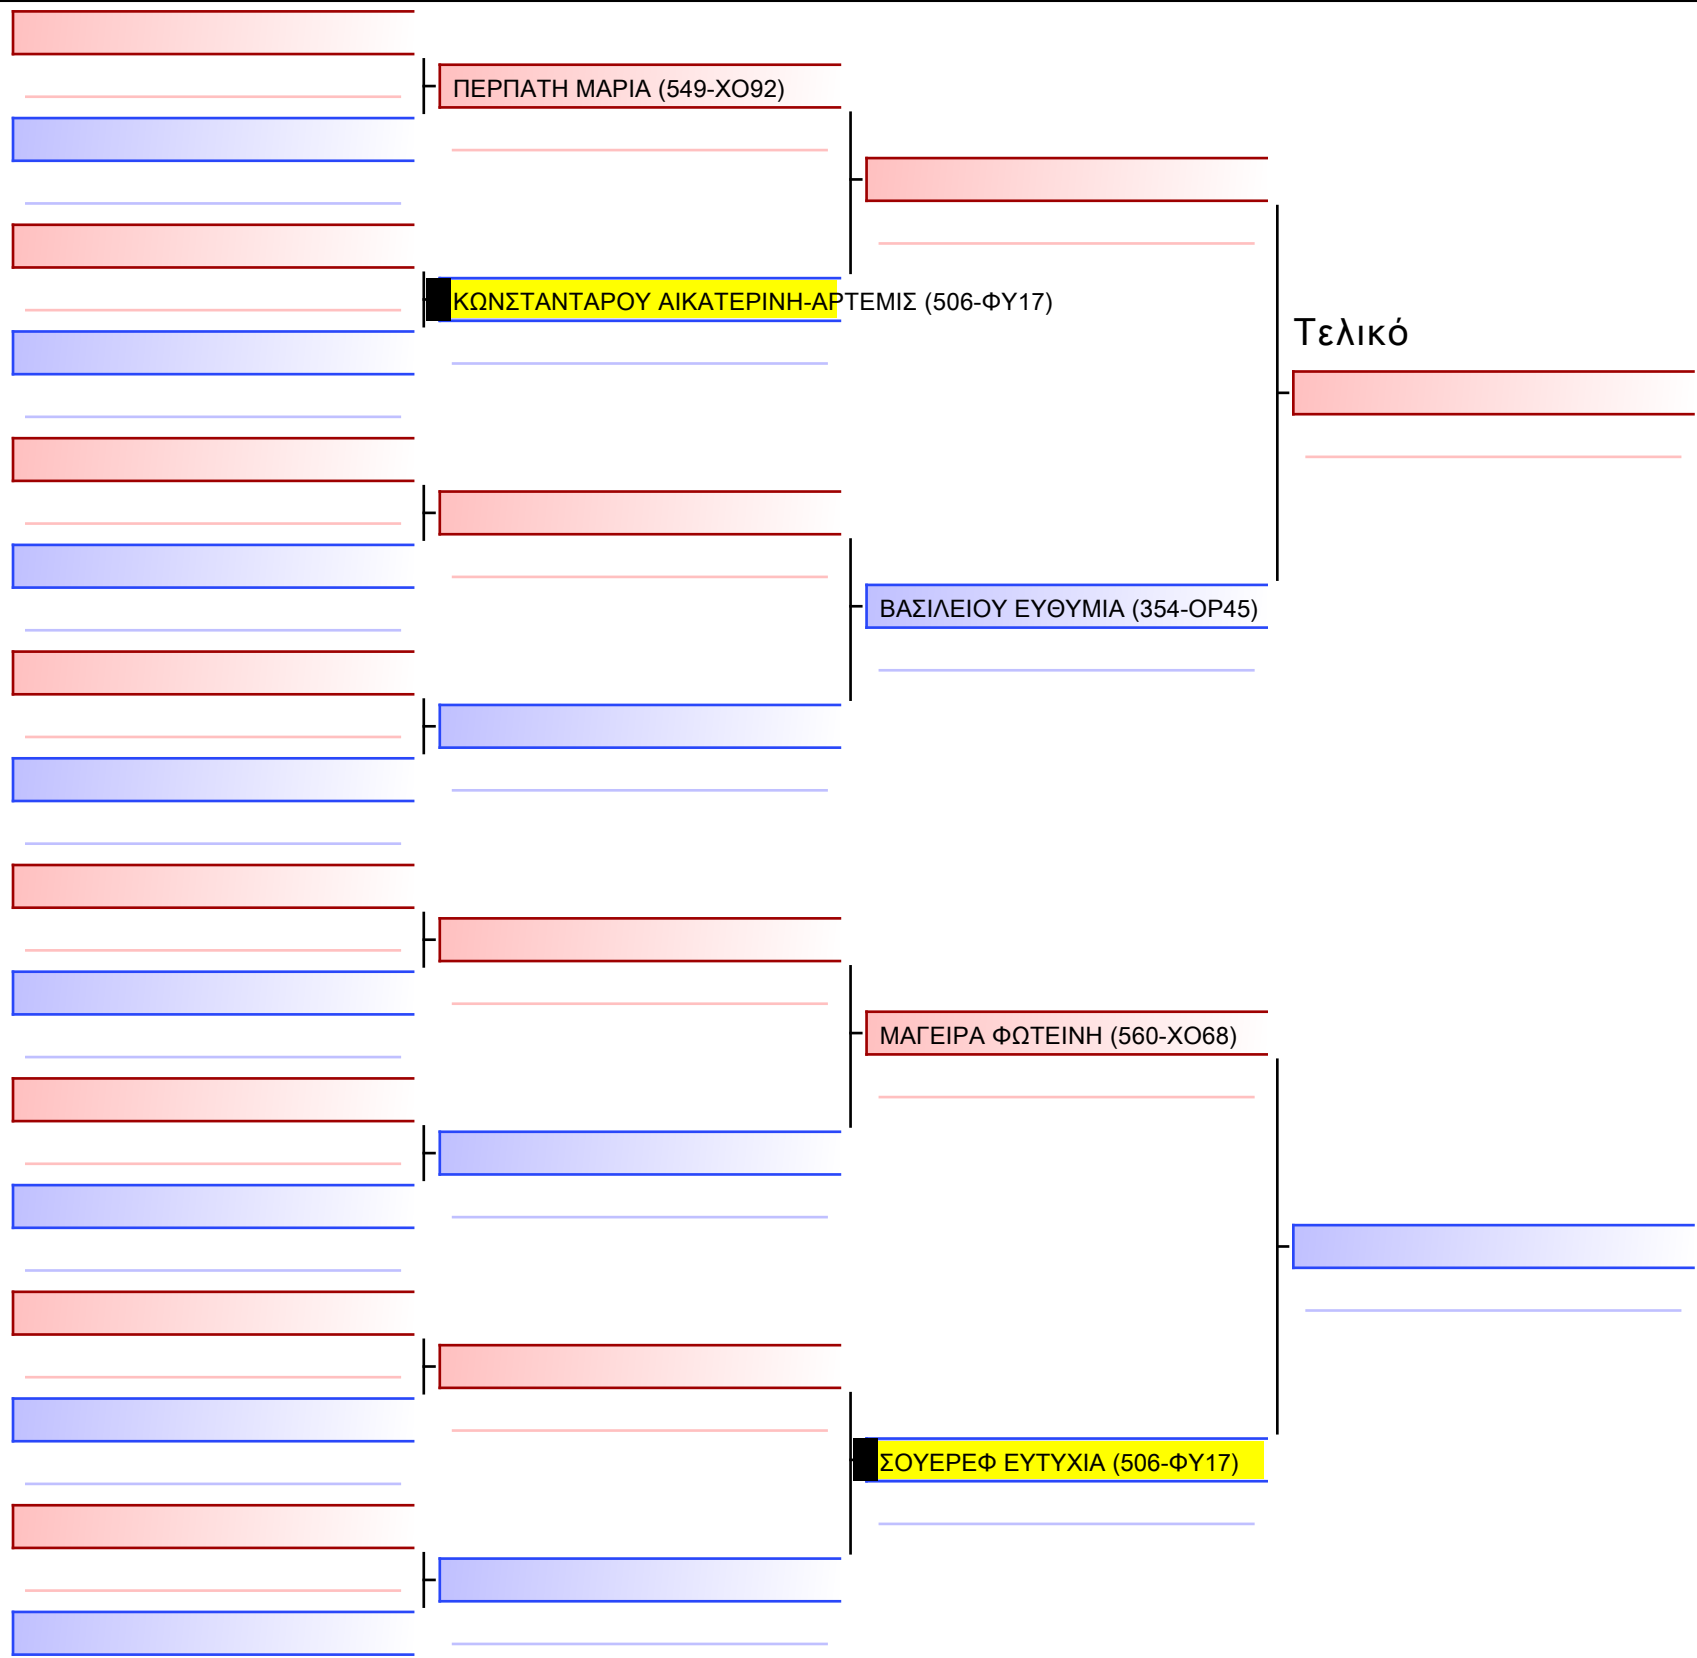 ΠΕΡΠΑΤΗ ΜΑΡΙΑ (549-ΧΟ92)
ΚΩΝΣΤΑΝΤΑΡΟΥ ΑΙΚΑΤΕΡΙΝΗ-ΑΡΤΕΜΙΣ (506-ΦΥ17)
Τελικό
ΒΑΣΙΛΕΙΟΥ ΕΥΘΥΜΙΑ (354-ΟΡ45)
ΜΑΓΕΙΡΑ ΦΩΤΕΙΝΗ (560-ΧΟ68)
ΣΟΥΕΡΕΦ ΕΥΤΥΧΙΑ (506-ΦΥ17)